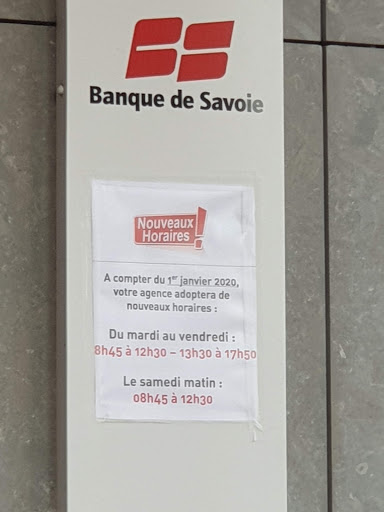 BS
Banque de Savoie
Nouveaux
Horaires !
A compter du 1er janvier 2020,
votre agence adoptera de
nouveaux horaires :
Du mardi au vendredi :
8h45 à 12h30 – 13h30 à 17h50
Le samedi matin :
08h45 à 12h30